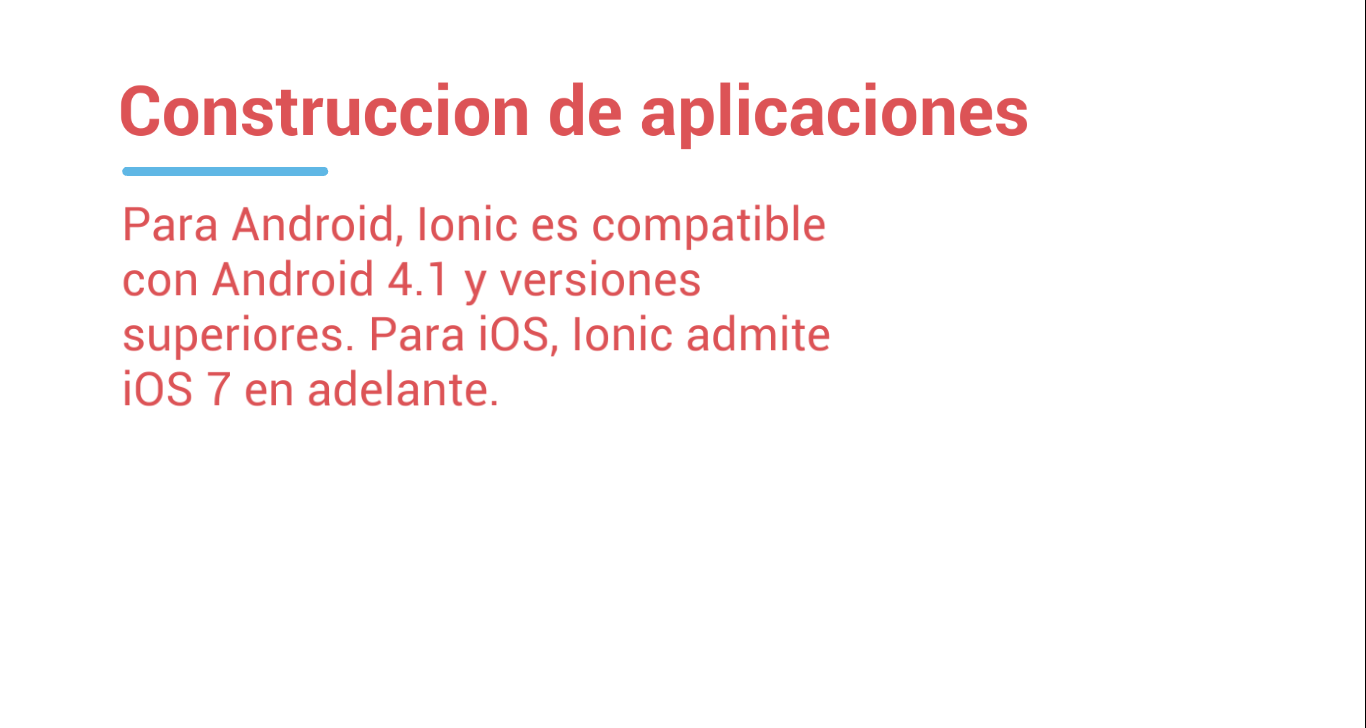 Construccion de aplicaciones
Para Android, Ionic es compatible
con Android 4.1 y versiones
superiores. Para iOS, Ionic admite
iOS 7 en adelante.